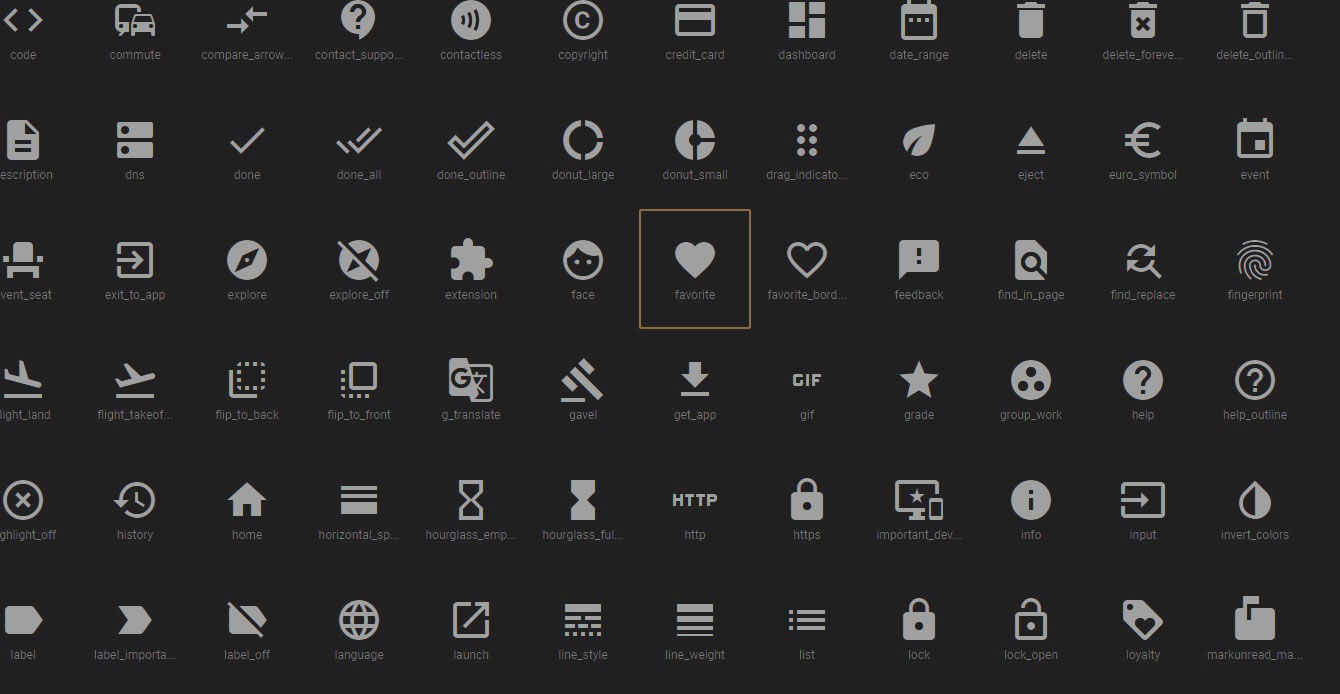 code commute compare_arrow... contact_suppo... contactless copyright credit_card dashboard date_range delete delete_foreve... delete_outlin...
escription dns done done_all done_outline donut_large donut_small drag_indicato... eco eject euro_symbol event
vent_seat exit_to_app explore explore_off extension face favorite favorite_bord... feedback find_in_page find_replace fingerprint
G
GIF
light_land flight_takeof... flip_to_back flip_to_front g_translate gavel get_app gif grade group_work help help_outline
HTTP
ghlight_off history home horizontal_sp... hourglass_emp... hourglass_ful... http https important_dev... info input invert_colors
label label_importa... label_off language launch line_style line_weight list lock lock_open loyalty markunread_ma...